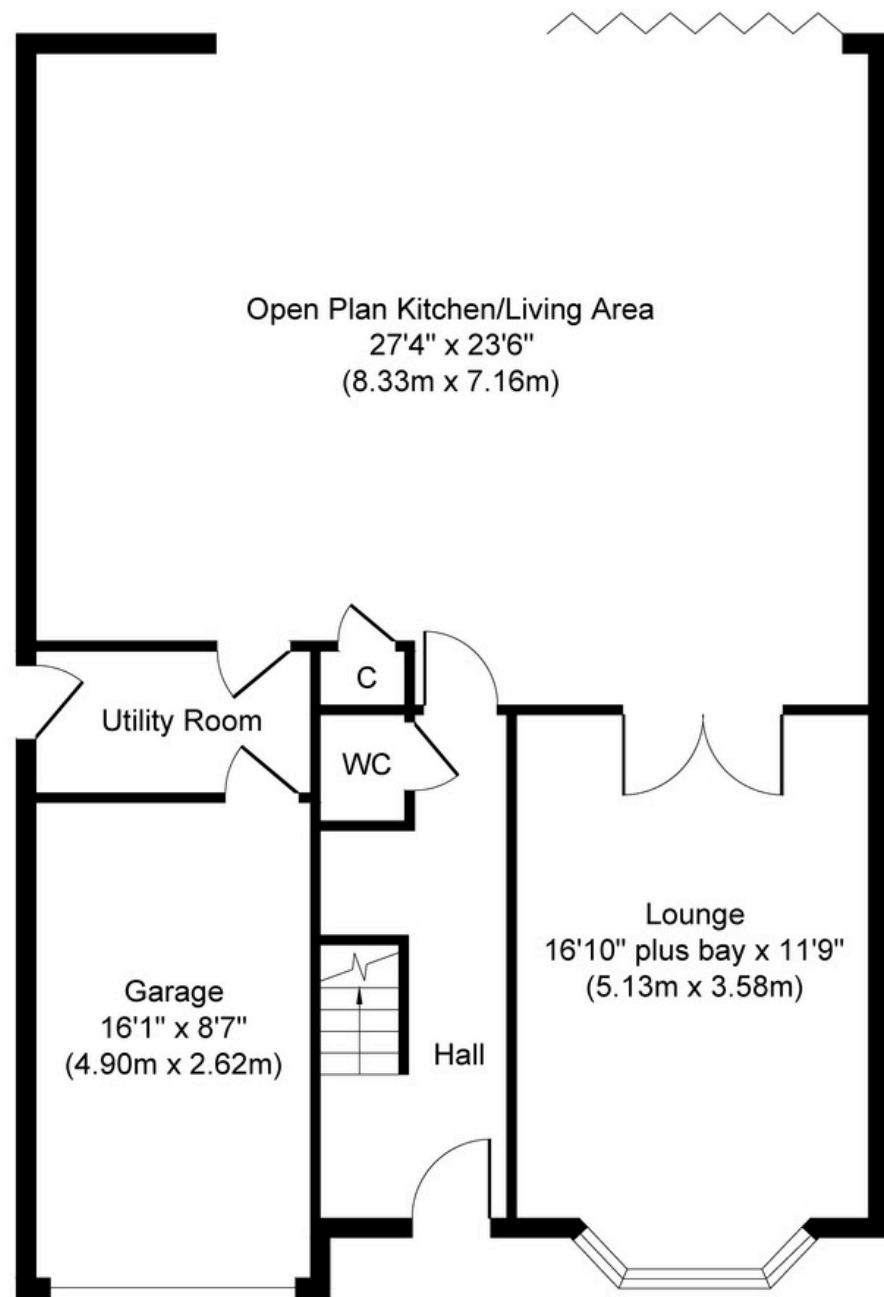 Open Plan Kitchen/Living Area
27'4" x 23'6"
(8.33m x 7.16m)
C
Utility Room
WC
Lounge
16'10" plus bay x 11'9"
(5.13m x 3.58m)
Garage
16'1" x 8'7"
(4.90m x 2.62m)
Hall